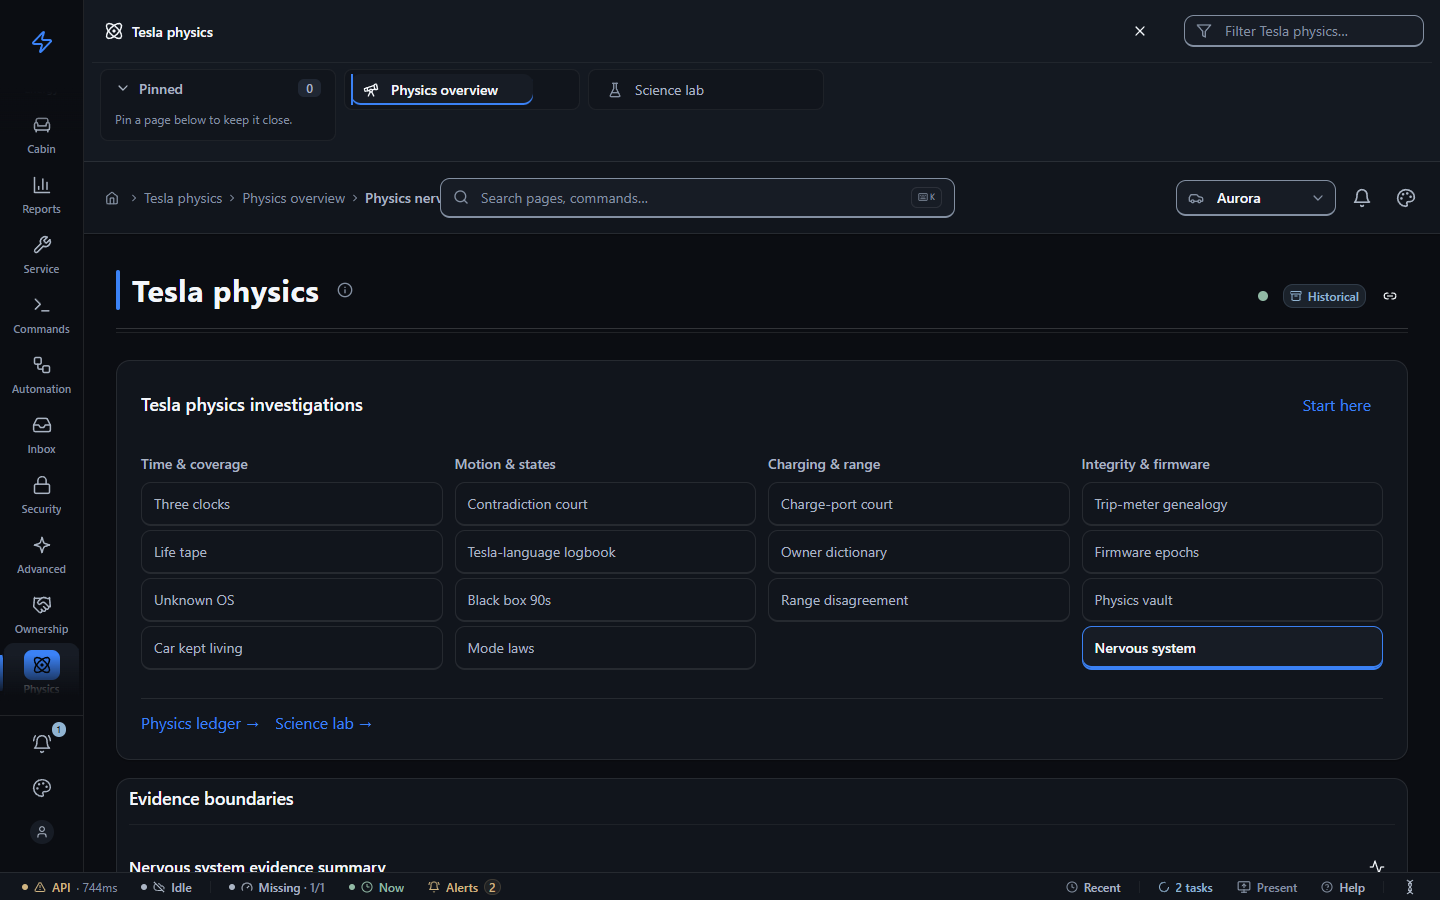 Tesla physics
Filter Tesla physics...
Pinned
0
Pin a page below to keep it close.
Physics overview
Science lab
Cabin
Reports
Service
Commands
Automation
Inbox
Security
Advanced
Ownership
Physics
1
Tesla physics
Physics overview
Physics nerv
Search pages, commands...
K
Aurora
Tesla physics
Historical
Tesla physics investigations
Start here
Time & coverage
Three clocks
Life tape
Unknown OS
Car kept living
Motion & states
Contradiction court
Tesla-language logbook
Black box 90s
Mode laws
Charging & range
Charge-port court
Owner dictionary
Range disagreement
Integrity & firmware
Trip-meter genealogy
Firmware epochs
Physics vault
Nervous system
Physics ledger →
Science lab →
Evidence boundaries
Nervous system evidence summary
API · 744ms
Idle
Missing · 1/1
Now
Alerts 2
Recent
2 tasks
Present
Help